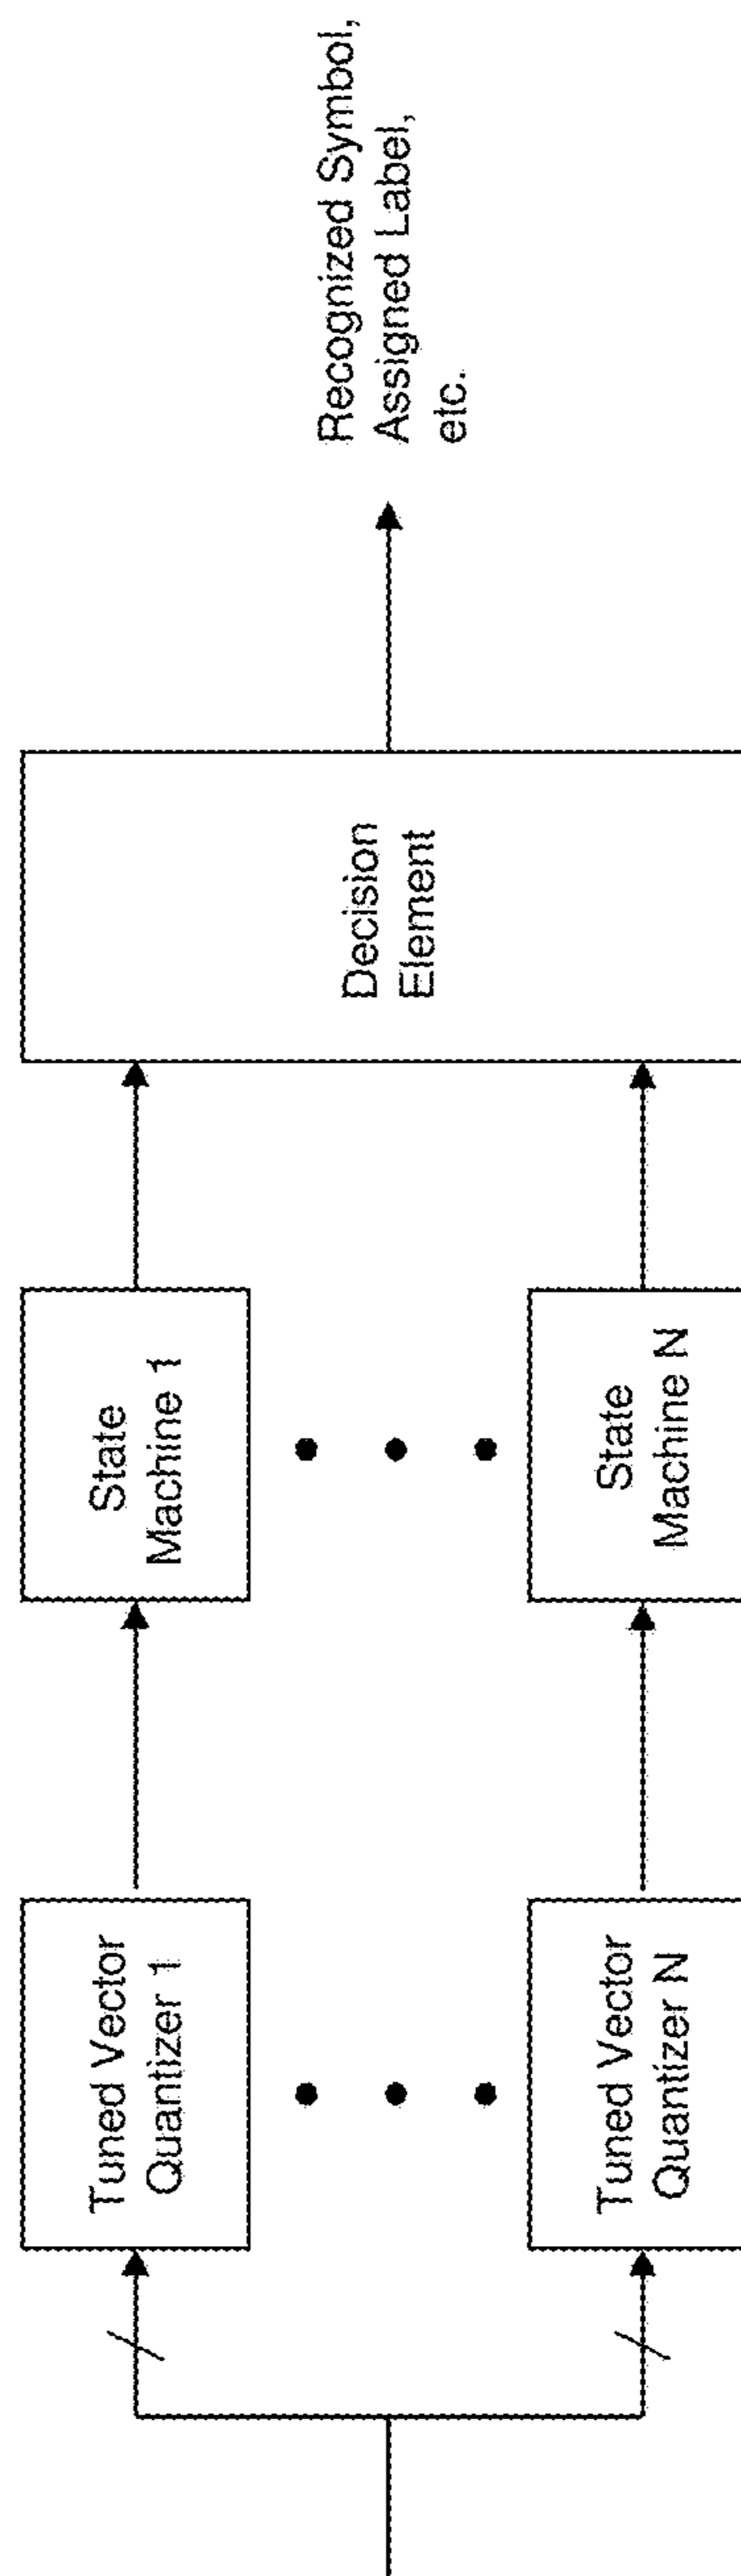 Tuned Vector
Quantizer 1
State
Machine 1
Tuned Vector
Quantizer N
State
Machine N
Decision
Element
Recognized Symbol,
Assigned Label,
etc.